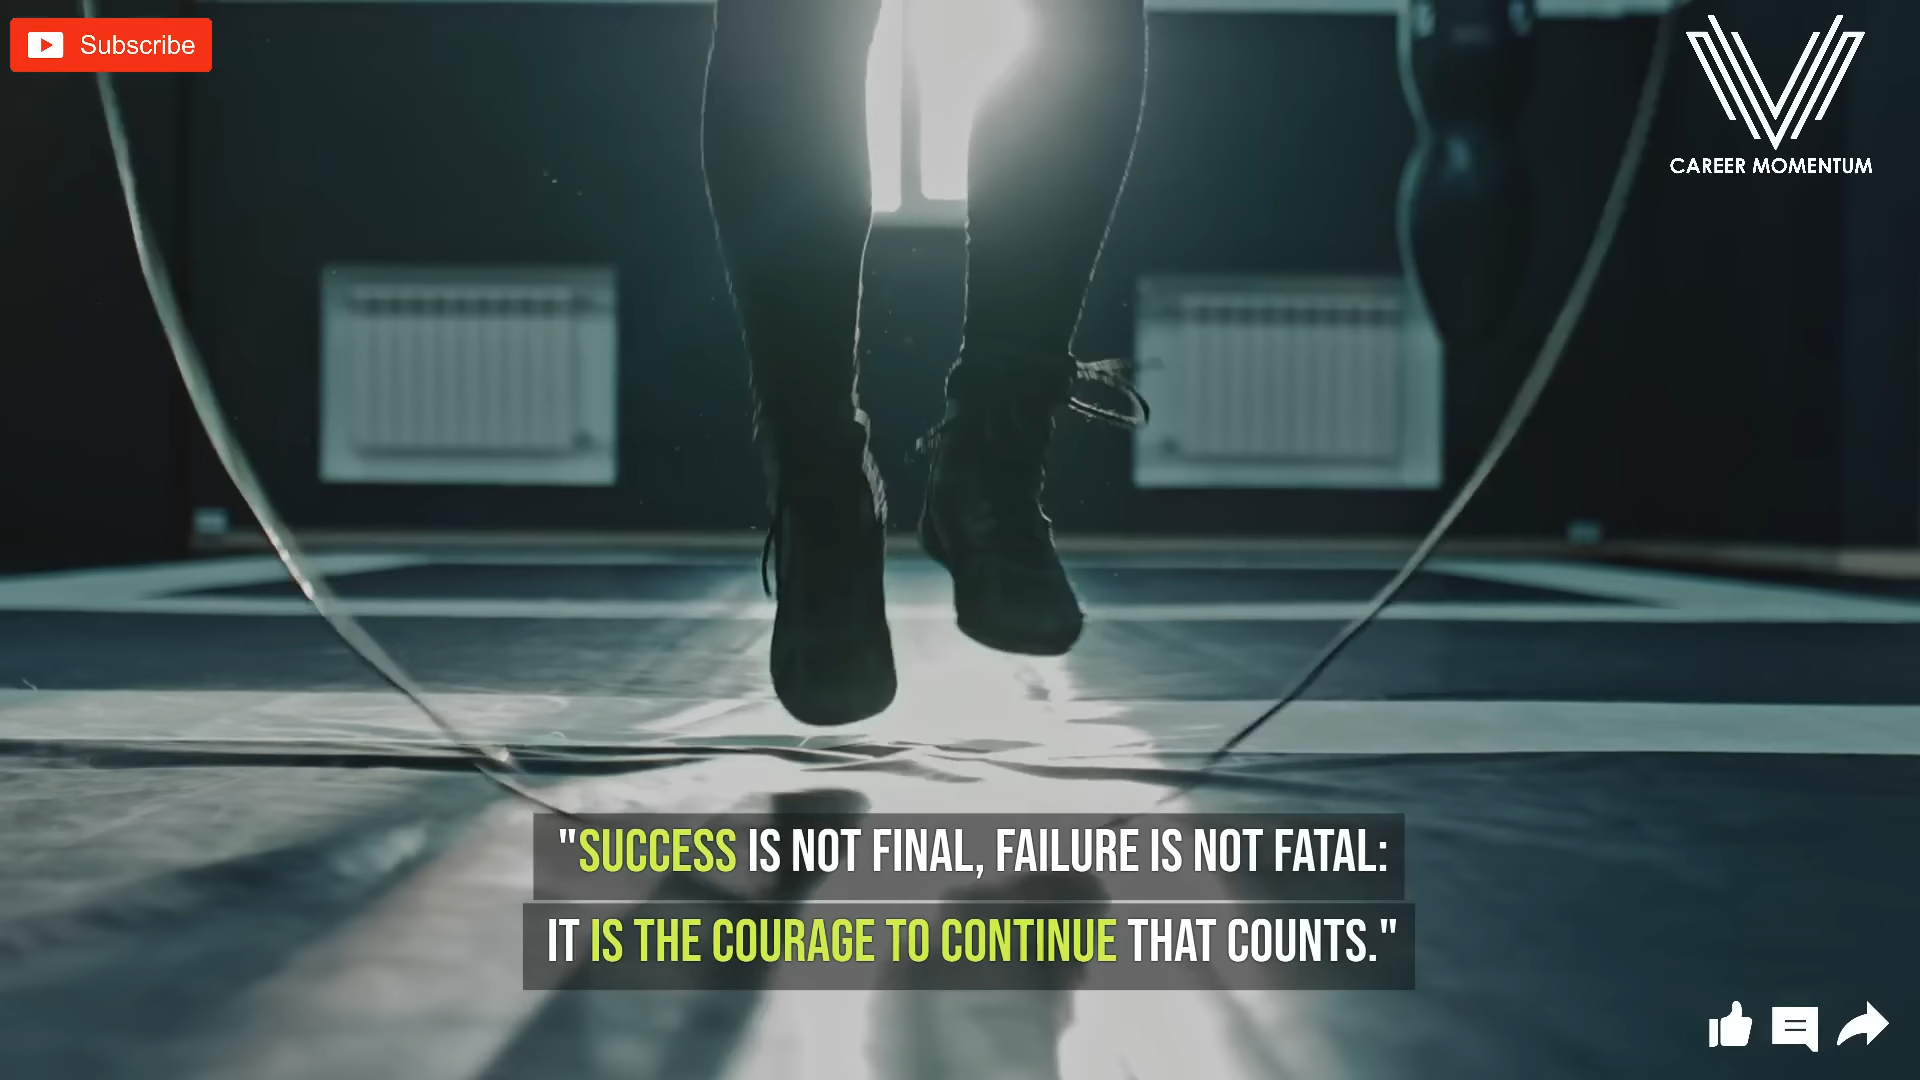 Subscribe
CAREER MOMENTUM
"SUCCESS IS NOT FINAL, FAILURE IS NOT FATAL:
IT IS THE COURAGE TO CONTINUE THAT COUNTS."